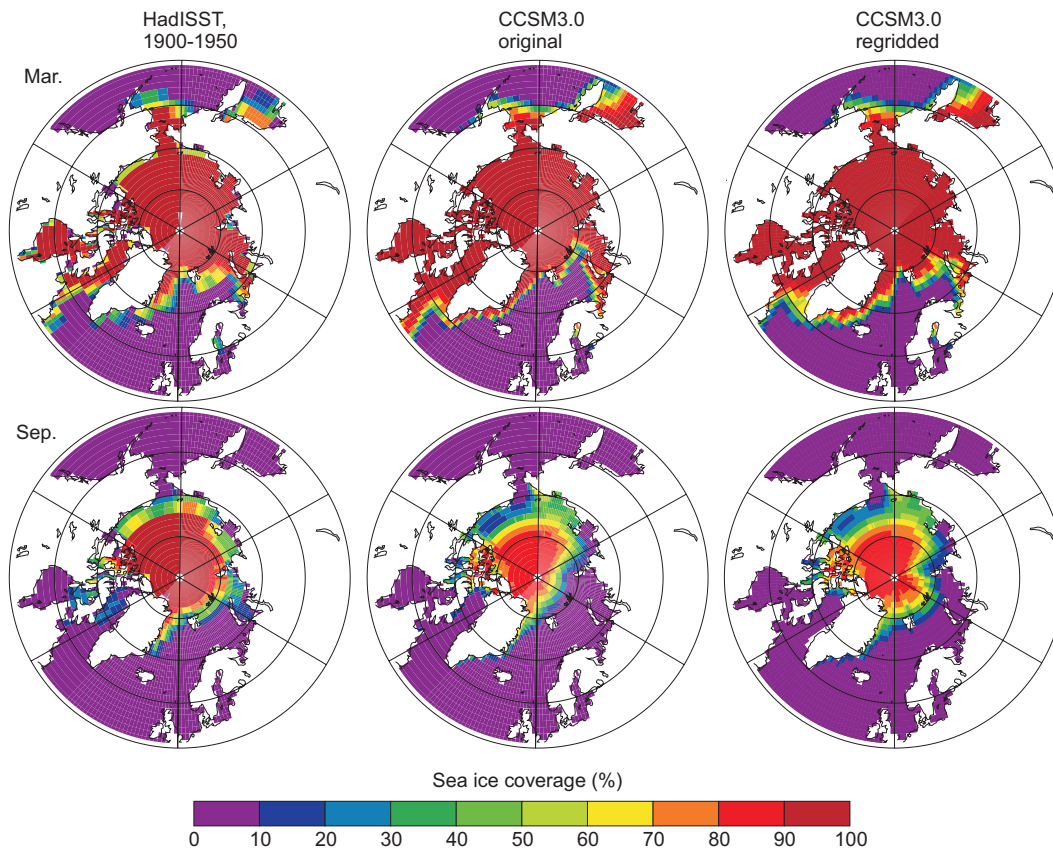 HadISST,
1900-1950
CCSM3.0
original
CCSM3.0
regridded
Mar.
Sep.
Sea ice coverage (%)
0 10 20 30 40 50 60 70 80 90 100